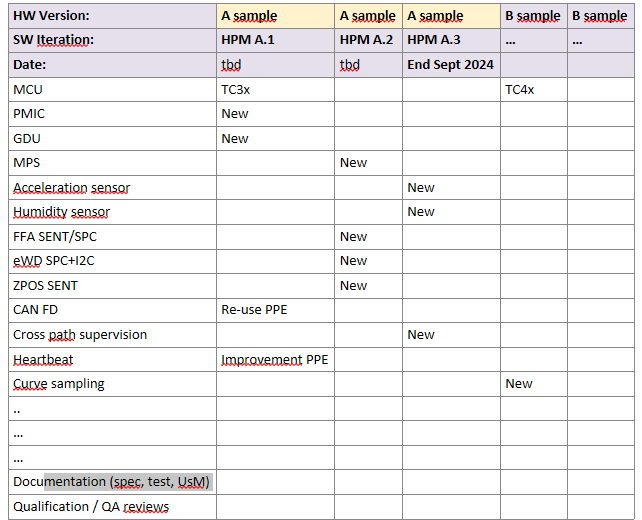 HW Version: A sample A sample A sample B sample B sample
SW Iteration: HPM A.1 HPM A.2 HPM A.3 ... ...
Date: tbd tbd End Sept 2024
MCU TC3x TC4x
PMIC New
GDU New
MPS New
Acceleration sensor New
Humidity sensor New
FFA SENT/SPC New
eWD SPC+I2C New
ZPOS SENT New
CAN FD Re-use PPE
Cross path supervision New
Heartbeat Improvement PPE
Curve sampling New
..
...
...
Documentation (spec, test, UsM)
Qualification / QA reviews